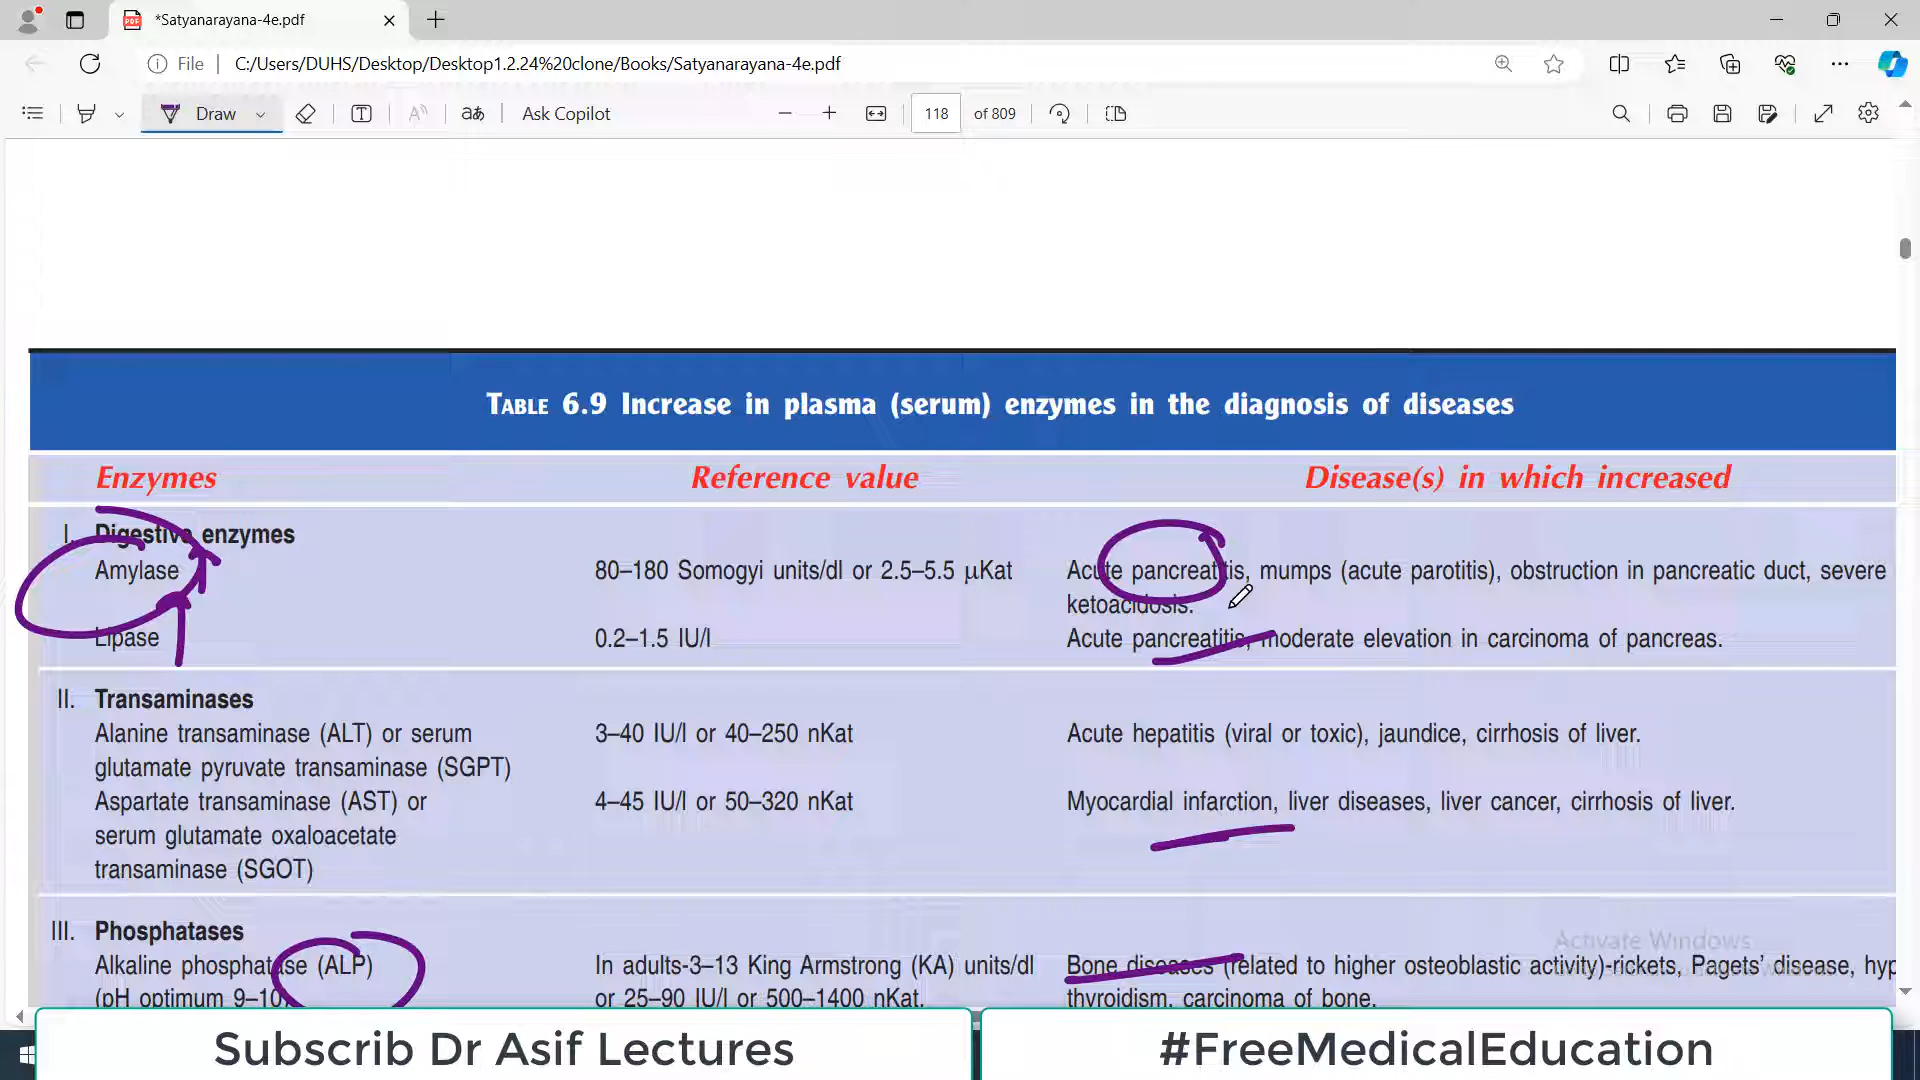 *Satyanarayana-4e.pdf
File
C:/Users/DUHS/Desktop/Desktop1.2.24%20clone/Books/Satyanarayana-4e.pdf
Draw
Ask Copilot
118 of 809
TABLE 6.9 Increase in plasma (serum) enzymes in the diagnosis of diseases
Enzymes Reference value Disease(s) in which increased
I. Digestive enzymes
Amylase 80–180 Somogyi units/dl or 2.5–5.5 μKat Acute pancreatitis, mumps (acute parotitis), obstruction in pancreatic duct, severe
ketoacidosis.
Lipase 0.2–1.5 IU/l Acute pancreatitis, moderate elevation in carcinoma of pancreas.
II. Transaminases
Alanine transaminase (ALT) or serum 3–40 IU/l or 40–250 nKat Acute hepatitis (viral or toxic), jaundice, cirrhosis of liver.
glutamate pyruvate transaminase (SGPT)
Aspartate transaminase (AST) or 4–45 IU/l or 50–320 nKat Myocardial infarction, liver diseases, liver cancer, cirrhosis of liver.
serum glutamate oxaloacetate
transaminase (SGOT)
III. Phosphatases
Alkaline phosphatase (ALP) In adults-3–13 King Armstrong (KA) units/dl Bone diseases (related to higher osteoblastic activity)-rickets, Pagets' disease, hyp
(pH optimum 9–10) or 25–90 IU/l or 500–1400 nKat. thyroidism, carcinoma of bone.
Activate Windows
Subscrib Dr Asif Lectures
#FreeMedicalEducation